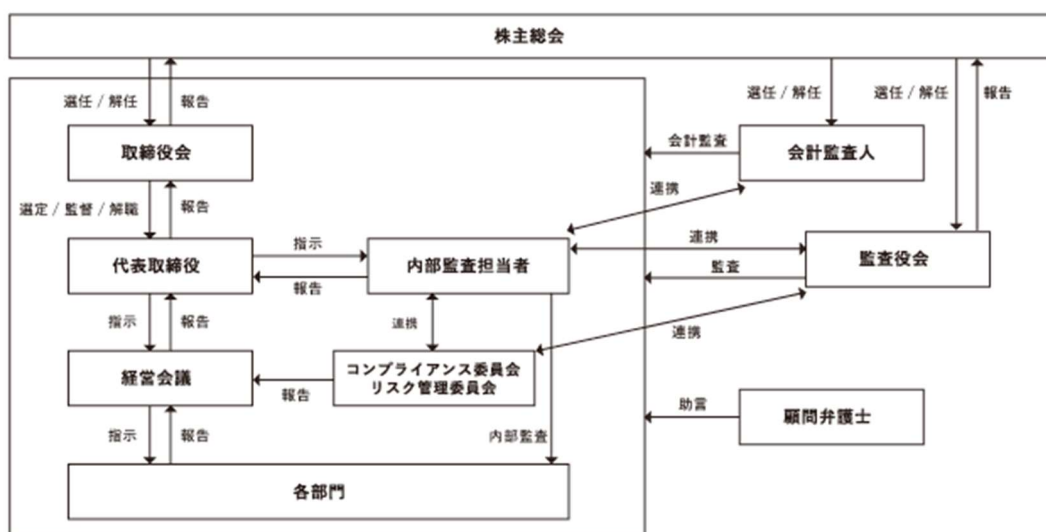 株主総会
選任 / 解任
報告
選任 / 解任
選任 / 解任
報告
取締役会
会計監査
会計監査人
連携
選定 / 監督 / 解職
報告
代表取締役
指示
報告
内部監査担当者
連携
監査
監査役会
指示
報告
連携
連携
経営会議
報告
コンプライアンス委員会
リスク管理委員会
助言
顧問弁護士
指示
報告
内部監査
各部門